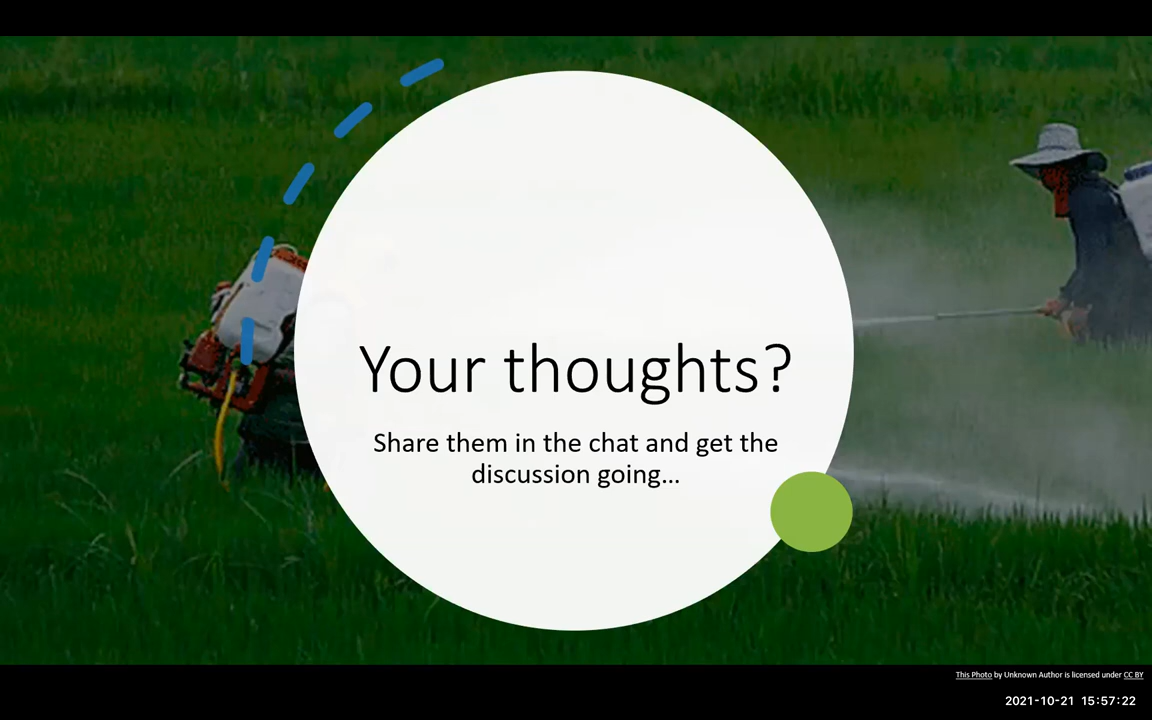 Your thoughts?
Share them in the chat and get the
discussion going...
This Photo by Unknown Author is licensed under CC BY
2021-10-21 15:57:22